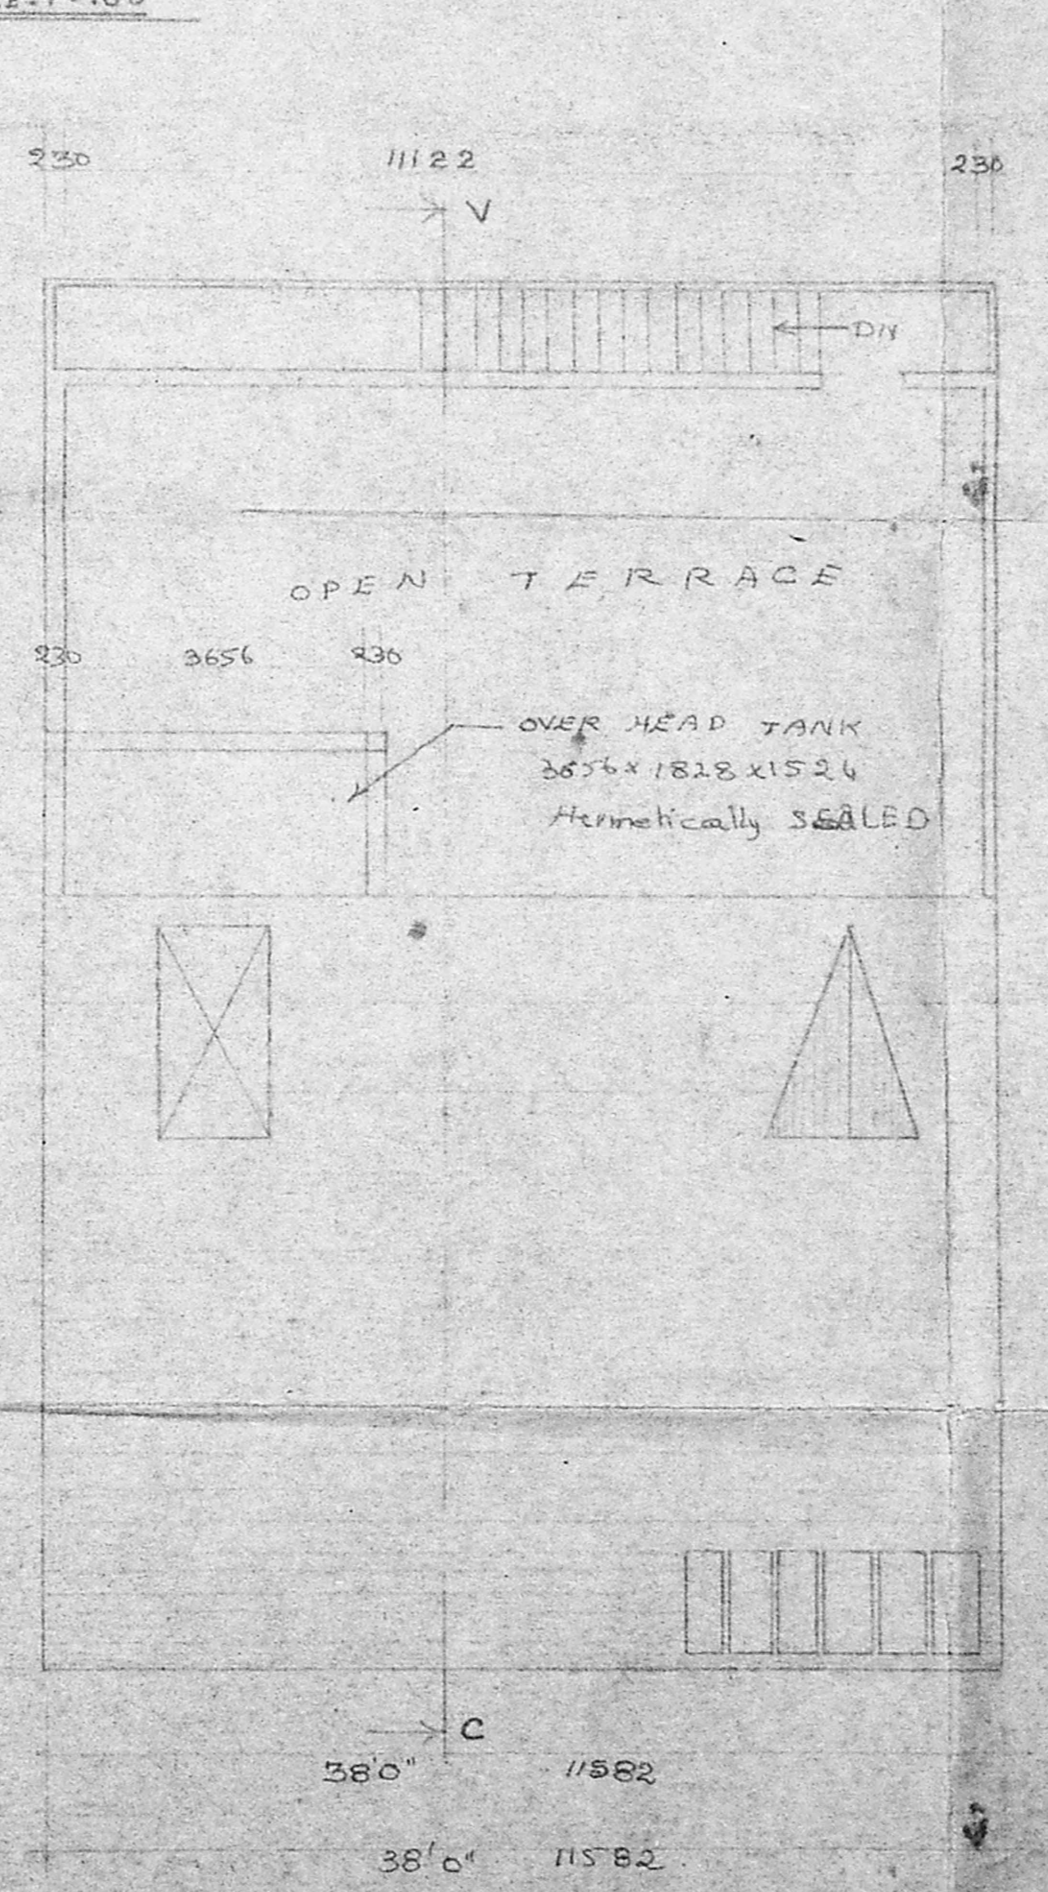 230 11122 230
V
DN
OPEN TERRACE
230 3656 230
OVER HEAD TANK
3656x1828x1524
Hermetically SEALED
C
38'0" 11582
38'0" 11582